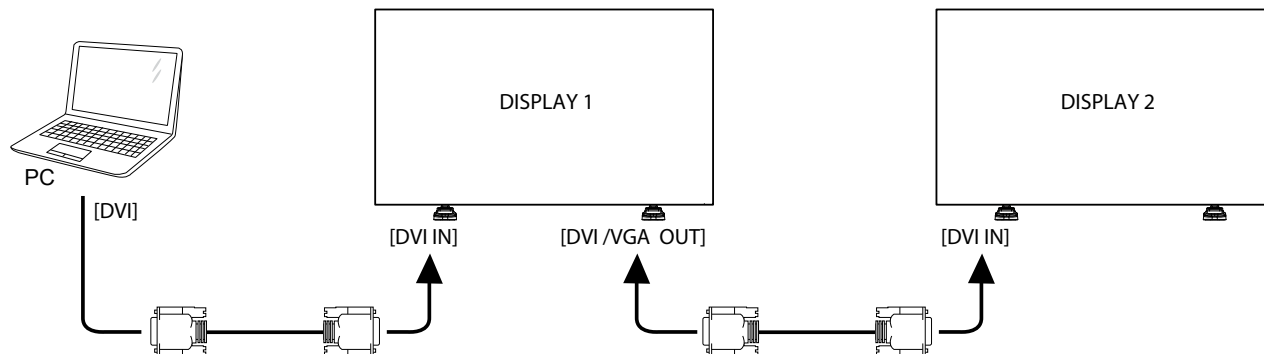 DISPLAY 1
DISPLAY 2
PC
[DVI]
[DVI IN]
[DVI /VGA  OUT]
[DVI IN]